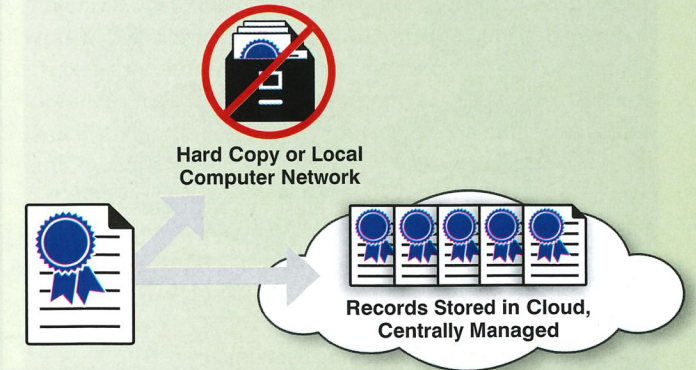 Hard Copy or Local
Computer Network
Records Stored in Cloud,
Centrally Managed